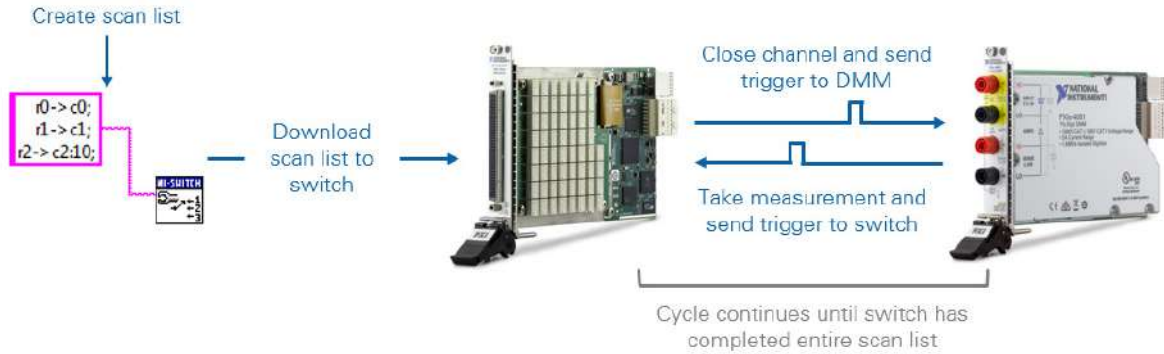 Create scan list
r0-> c0;
r1-> c1;
r2-> c2:10;
NI-SWITCH
Download
scan list to
switch
Close channel and send
trigger to DMM
Take measurement and
send trigger to switch
NATIONAL
INSTRUMENTS
Cycle continues until switch has
completed entire scan list